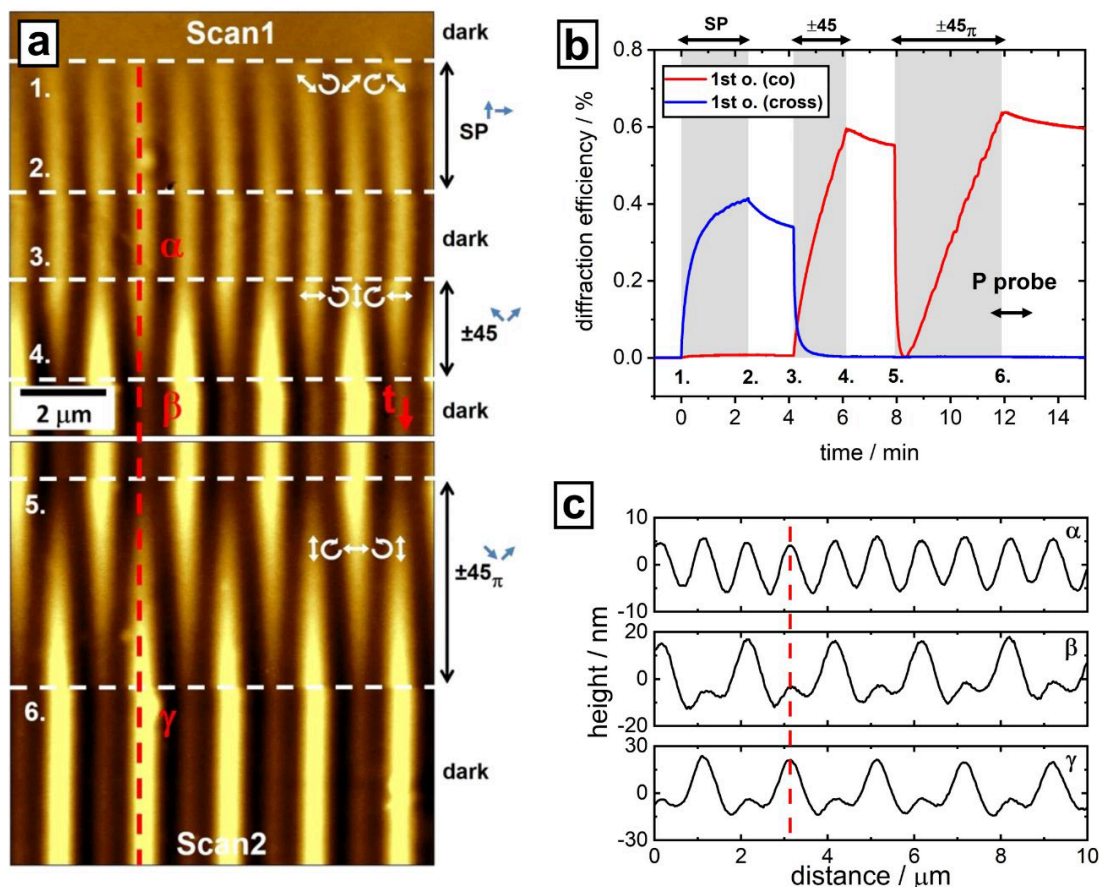 a
Scan1
dark
1.
SP
2.
α
dark
3.
±45
4.
2 μm
β
t
dark
5.
±45π
6.
γ
dark
Scan2
b
SP
±45
±45π
0.8
0.6
0.4
0.2
0.0
1st o. (co)
1st o. (cross)
P probe
1.
2.
3.
4.
5.
6.
0
2
4
6
8
10
12
14
diffraction efficiency / %
time / min
c
10
0
-10
α
20
0
-20
β
30
0
-30
γ
height / nm
0
2
4
6
8
10
distance / μm